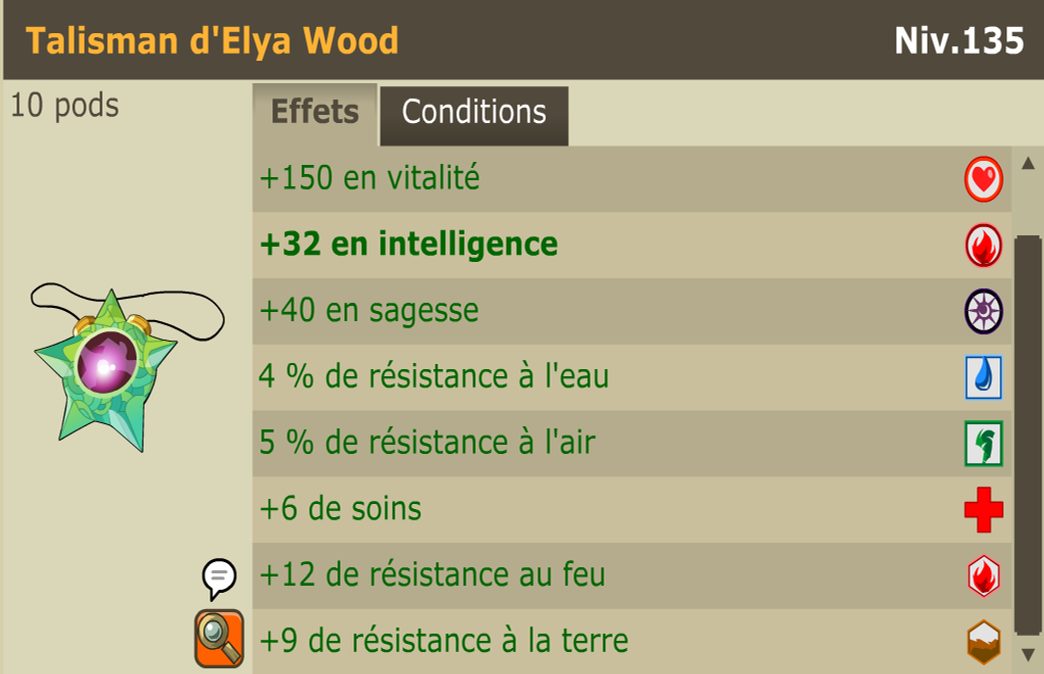 Talisman d'Elya Wood
Niv.135
10 pods
Effets
Conditions
+150 en vitalité
+32 en intelligence
+40 en sagesse
4 % de résistance à l'eau
5 % de résistance à l'air
+6 de soins
+12 de résistance au feu
+9 de résistance à la terre